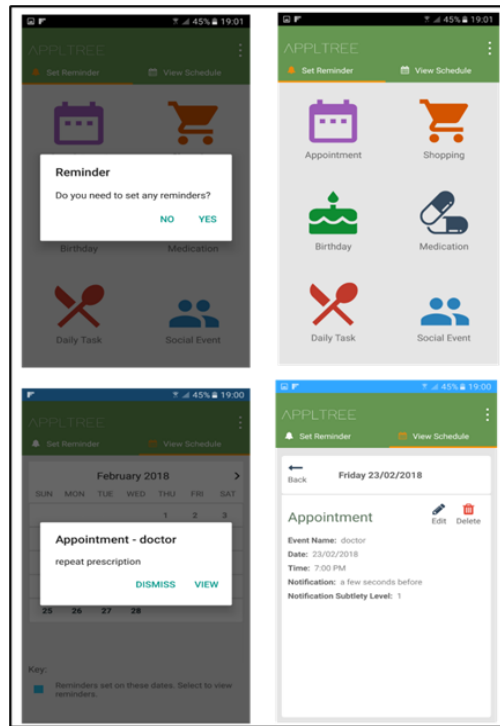 45% 19:01
APPLTREE
Set Reminder View Schedule
Reminder
Do you need to set any reminders?
NO YES
Birthday Medication
Daily Task Social Event
45% 19:01
APPLTREE
Set Reminder View Schedule
Appointment Shopping
Birthday Medication
Daily Task Social Event
45% 19:00
APPLTREE
Set Reminder View Schedule
February 2018 >
SUN MON TUE WED THU FRI SAT
1 2 3
Appointment - doctor
repeat prescription
DISMISS VIEW
25 26 27 28
Key:
Reminders set on these dates. Select to view
reminders.
45% 19:00
APPLTREE
Set Reminder View Schedule
Back Friday 23/02/2018
Appointment Edit Delete
Event Name: doctor
Date: 23/02/2018
Time: 7:00 PM
Notification: a few seconds before
Notification Subtlety Level: 1